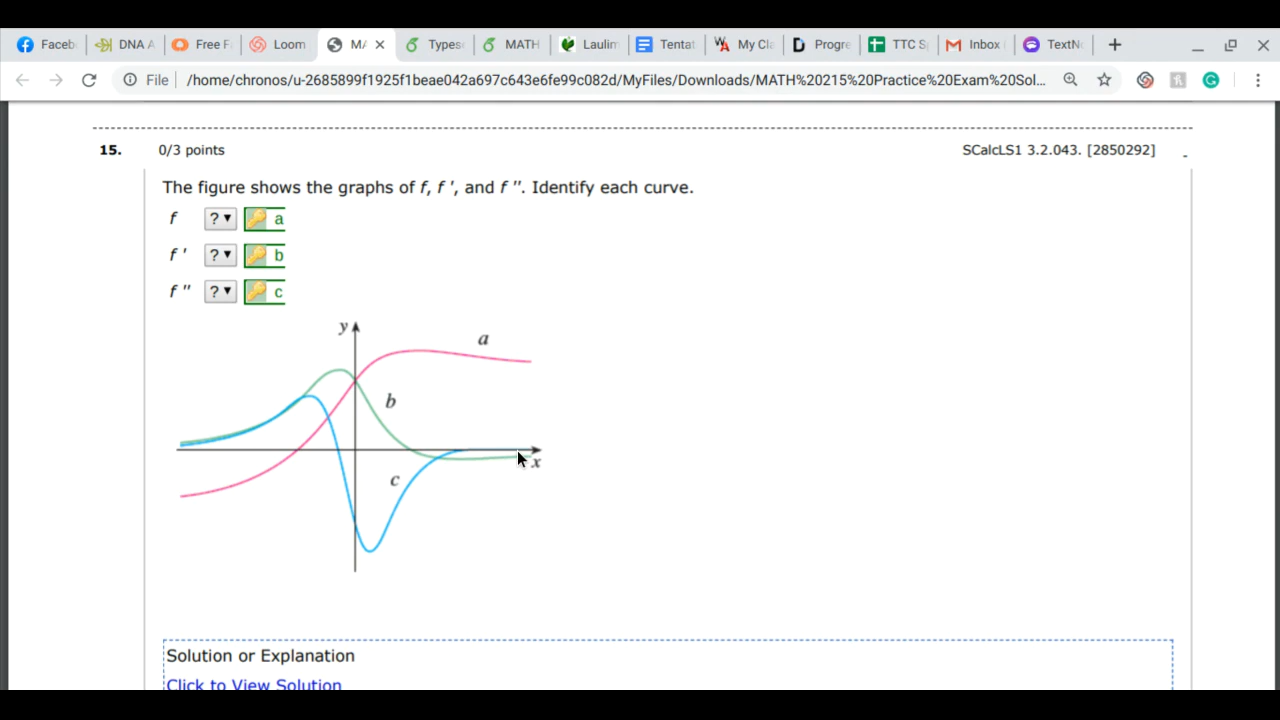 Faceb DNA A Free F Loom MA Typese MATH Laulim Tentat My Cla Progre TTC S Inbox TextN
File /home/chronos/u-2685899f1925f1beae042a697c643e6fe99c082d/MyFiles/Downloads/MATH%20215%20Practice%20Exam%20Sol...
15. 0/3 points SCalcLS1 3.2.043. [2850292] -
The figure shows the graphs of f, f ', and f ''. Identify each curve.
f ? a
f ' ? b
f '' ? c
y
a
b
x
c
Solution or Explanation
Click to View Solution